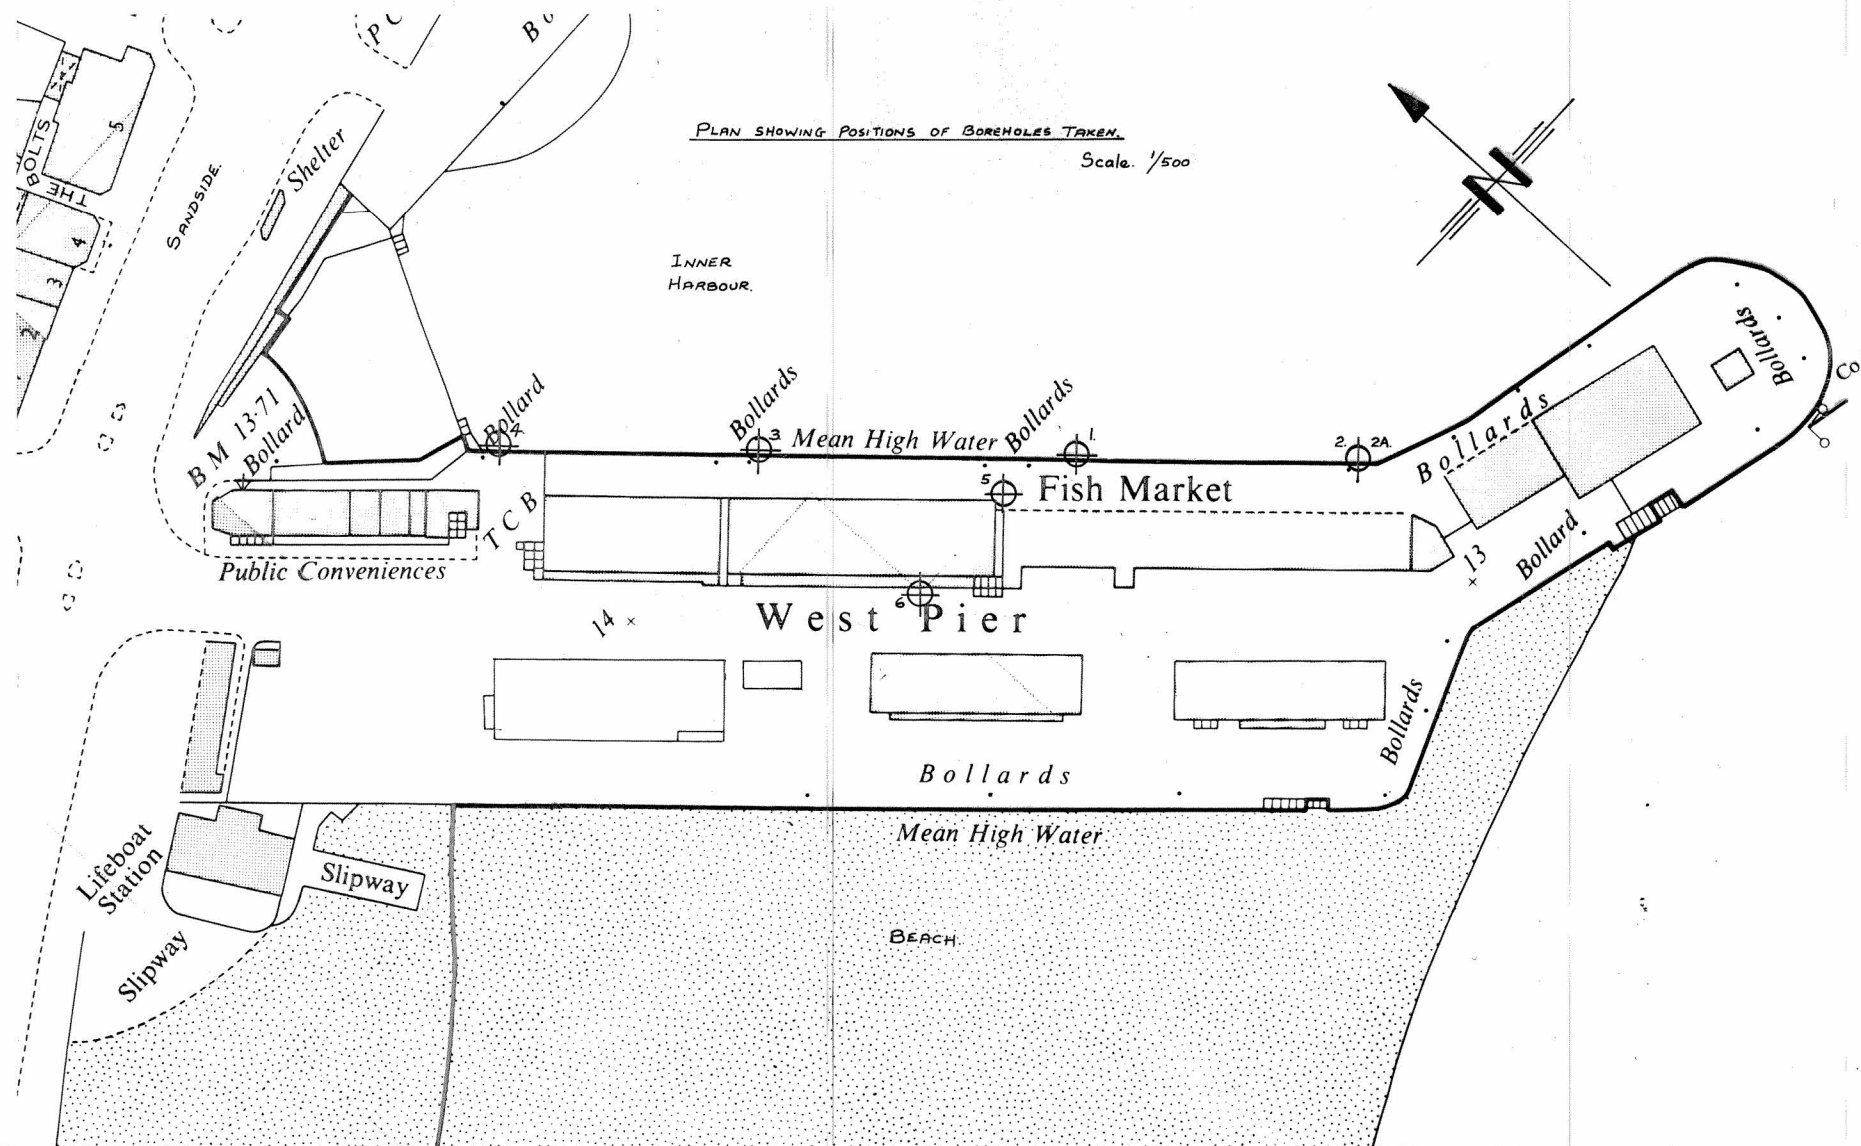 PC
BO
5
THE
BOLTS
4
3
2
SANDSIDE.
Shelter
PLAN SHOWING POSITIONS OF BOREHOLES TAKEN.
Scale. 1/500
N
INNER
HARBOUR.
BM 13·71
Bollard
Bollard
4.
Bollards
3.
Mean High Water
Bollards
1.
2.
2A.
Bollards
Bollards
Co
5
Fish Market
TCB
Public Conveniences
6
West Pier
14
13
Bollard
Bollards
Bollards
Mean High Water
Lifeboat
Station
Slipway
Slipway
BEACH